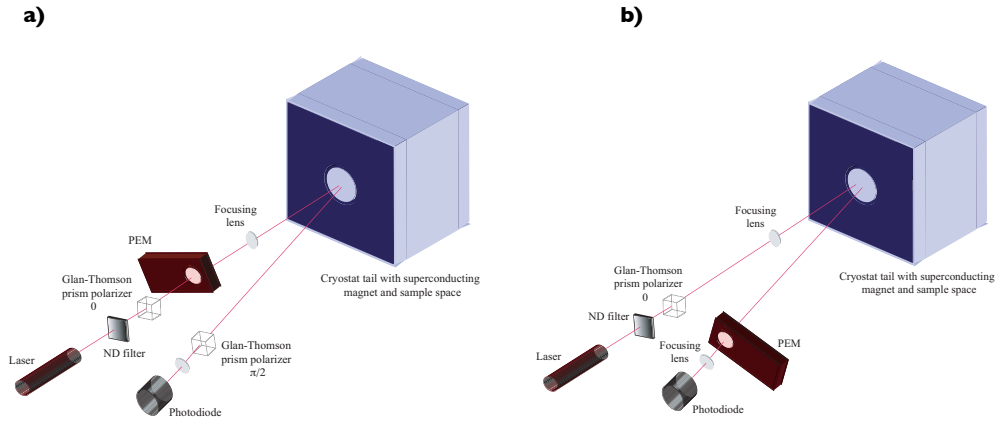 a)
Focusing
lens
PEM
Glan-Thomson
prism polarizer
0
Cryostat tail with superconducting
magnet and sample space
ND filter
Laser
Glan-Thomson
prism polarizer
π/2
Photodiode
b)
Focusing
lens
Glan-Thomson
prism polarizer
0
Cryostat tail with superconducting
magnet and sample space
ND filter
Laser
Focusing
lens
PEM
Photodiode